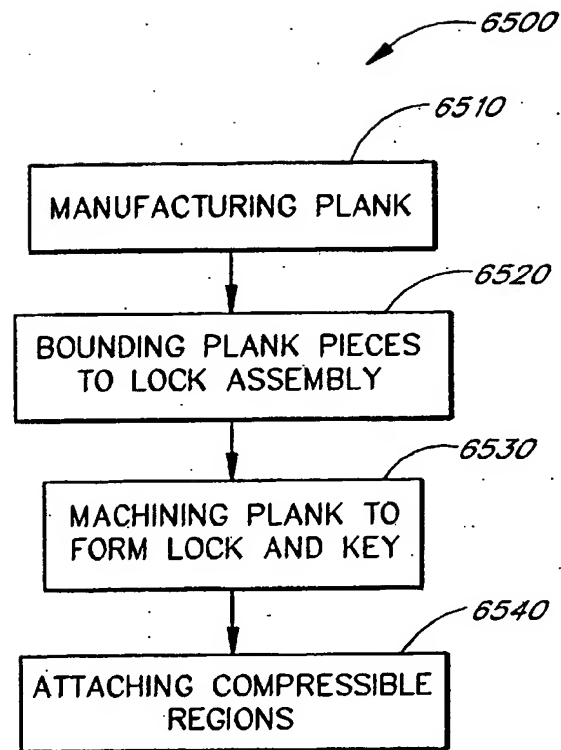 6500
6510
MANUFACTURING PLANK
6520
BOUNDING PLANK PIECES
TO LOCK ASSEMBLY
6530
MACHINING PLANK TO
FORM LOCK AND KEY
6540
ATTACHING COMPRESSIBLE
REGIONS